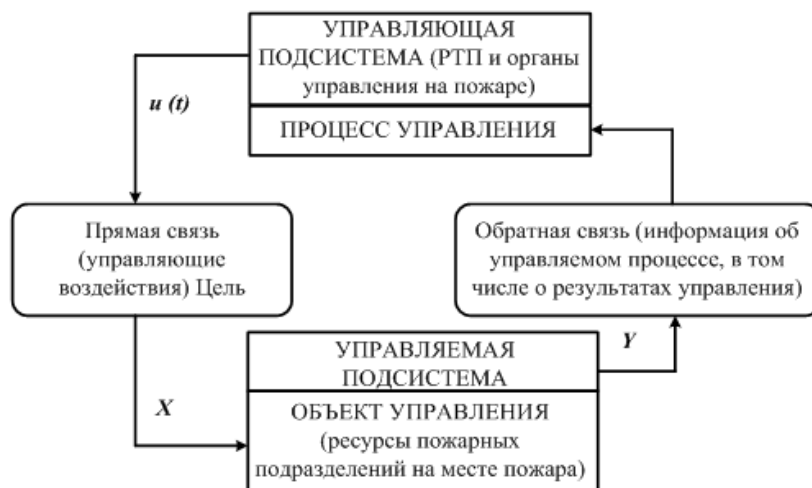 УПРАВЛЯЮЩАЯ
ПОДСИСТЕМА (РТП и органы
управления на пожаре)
ПРОЦЕСС УПРАВЛЕНИЯ
u (t)
Прямая связь
(управляющие
воздействия) Цель
Обратная связь (информация об
управляемом процессе, в том
числе о результатах управления)
X
Y
УПРАВЛЯЕМАЯ
ПОДСИСТЕМА
ОБЪЕКТ УПРАВЛЕНИЯ
(ресурсы пожарных
подразделений на месте пожара)